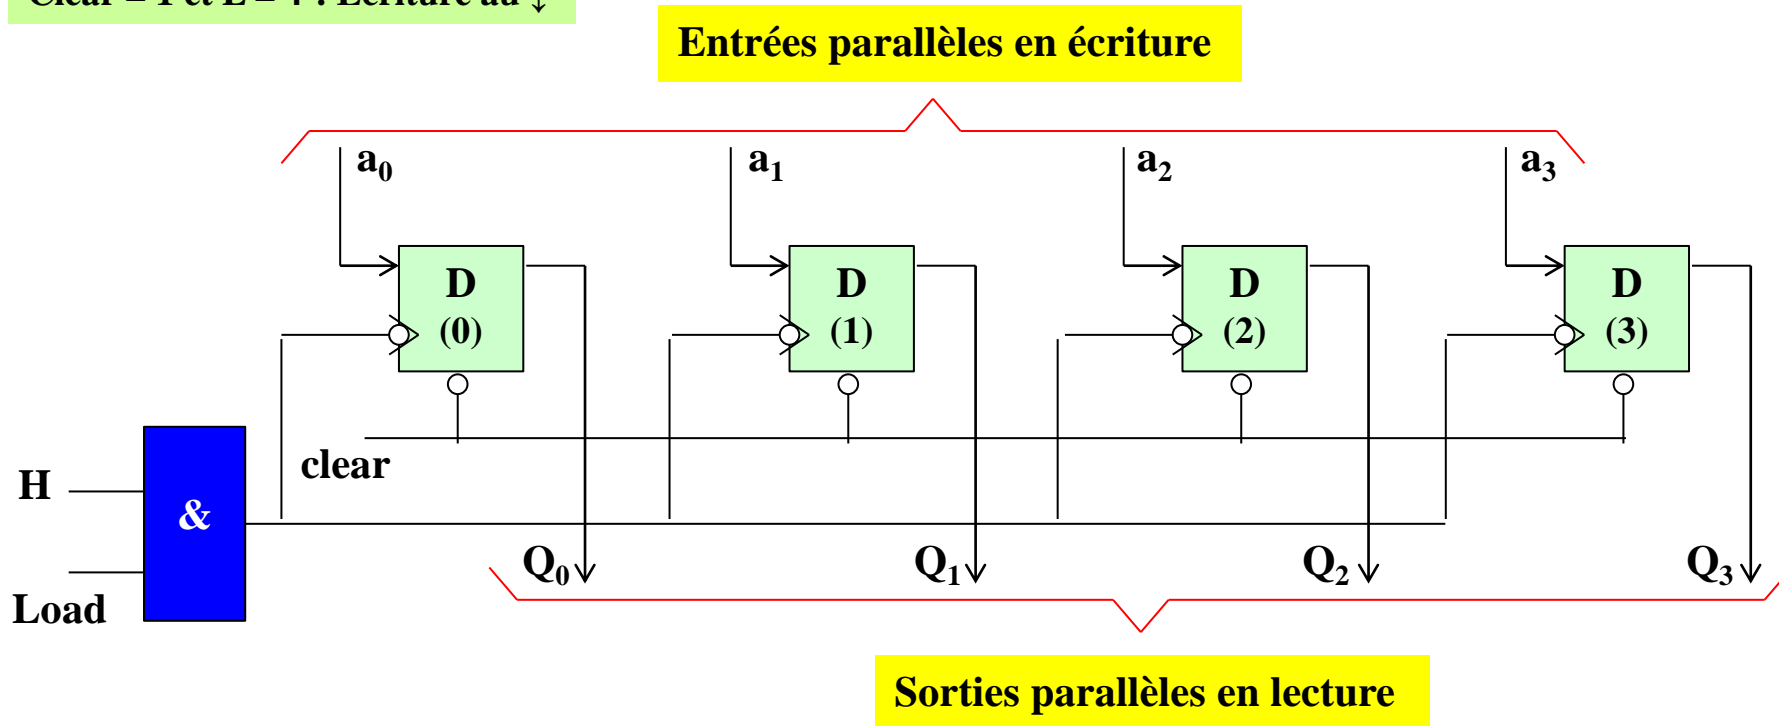 Entrées parallèles en écriture
a₀ a₁ a₂ a₃
D D D D
(0) (1) (2) (3)
clear
H
&
Q₀ Q₁ Q₂ Q₃
Load
Sorties parallèles en lecture